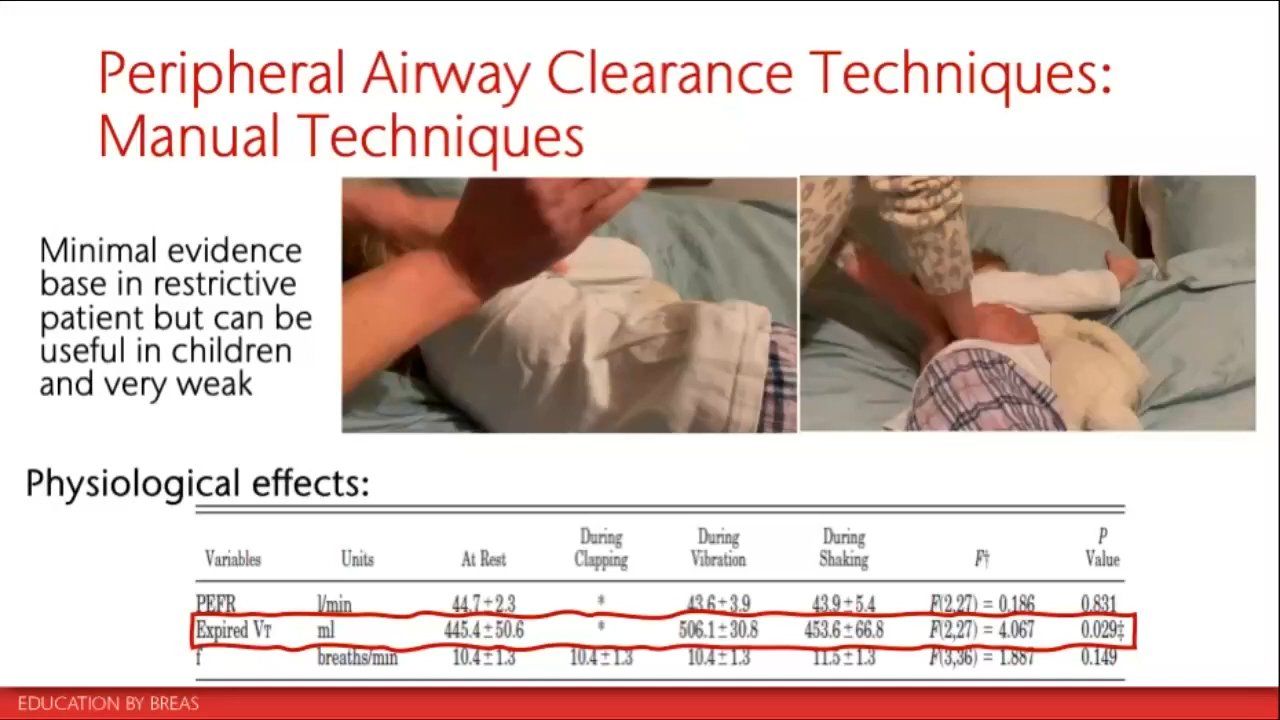 Peripheral Airway Clearance Techniques:
Manual Techniques
Minimal evidence
base in restrictive
patient but can be
useful in children
and very weak
Physiological effects:
Variables Units At Rest During Clapping During Vibration During Shaking F† P Value
PEFR l/min 44.7±2.3 * 43.6±3.9 43.9±5.4 F(2,27) = 0.186 0.831
Expired VT ml 445.4±50.6 * 506.1±30.8 453.6±66.8 F(2,27) = 4.067 0.029‡
f breaths/min 10.4±1.3 10.4±1.3 10.4±1.3 11.5±1.3 F(3,36) = 1.887 0.149
EDUCATION BY BREAS